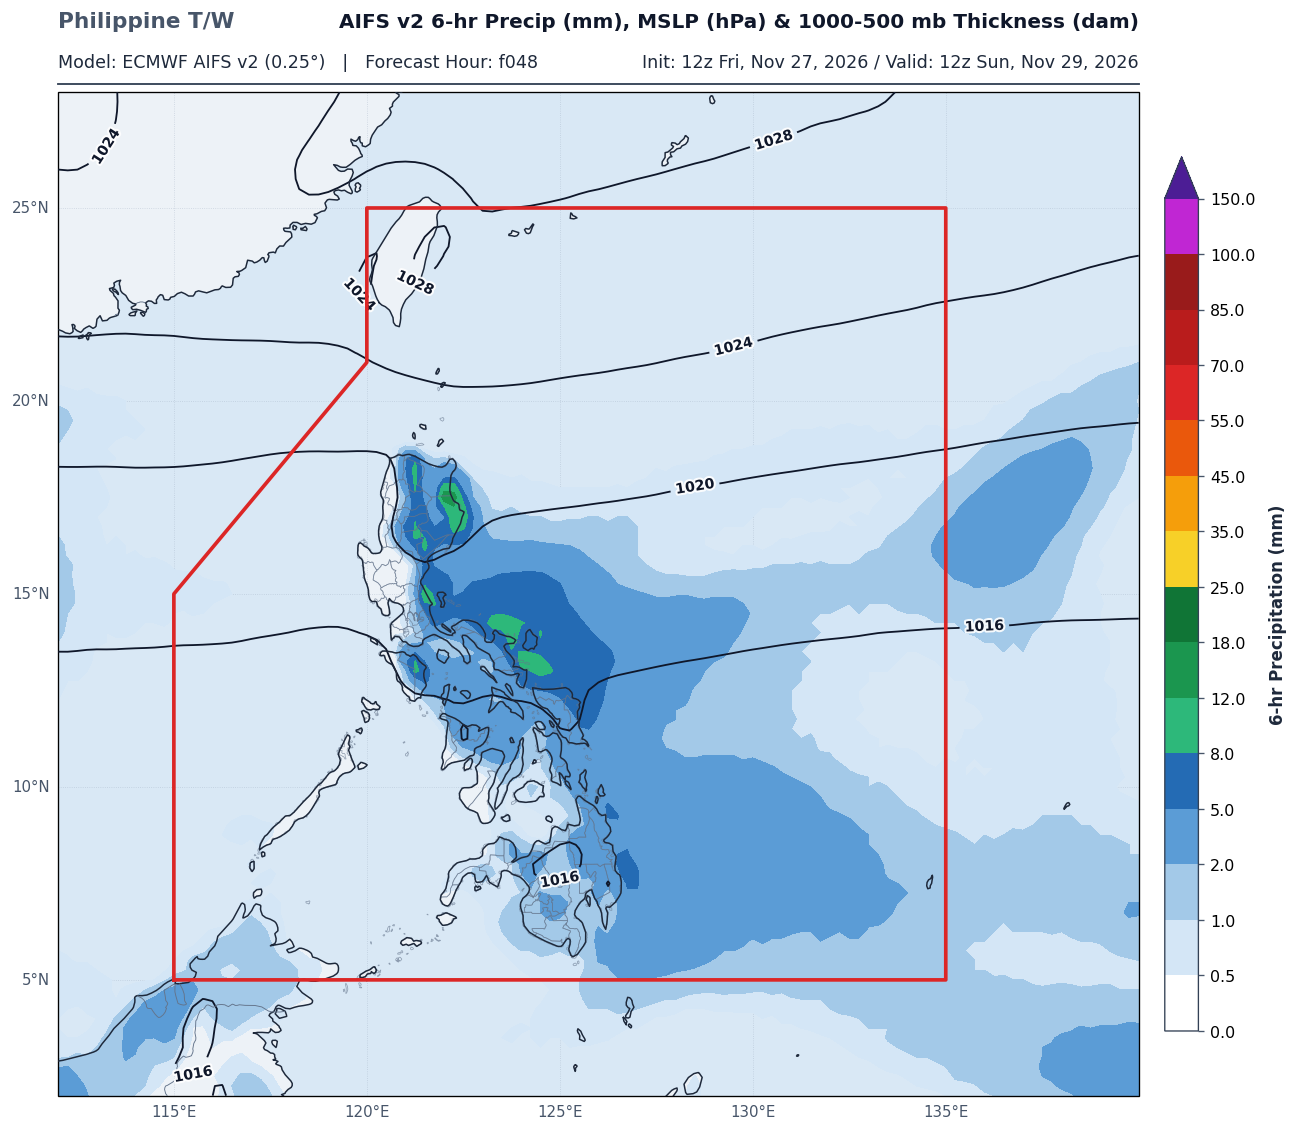 Philippine T/W
AIFS v2 6-hr Precip (mm), MSLP (hPa) & 1000-500 mb Thickness (dam)
Model: ECMWF AIFS v2 (0.25°) | Forecast Hour: f048
Init: 12z Fri, Nov 27, 2026 / Valid: 12z Sun, Nov 29, 2026
1024
1028
25°N
1028
1024
1024
20°N
1020
15°N
1016
10°N
1016
5°N
1016
115°E
120°E
125°E
130°E
135°E
150.0
100.0
85.0
70.0
55.0
45.0
35.0
25.0
18.0
12.0
8.0
5.0
2.0
1.0
0.5
0.0
6-hr Precipitation (mm)